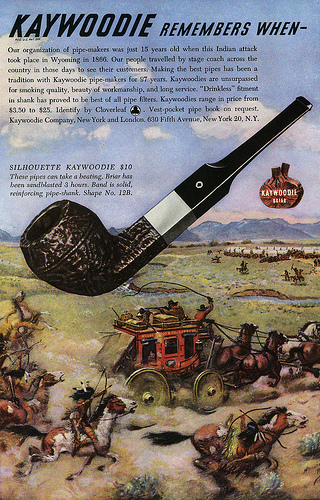 KAYWOODIE REMEMBERS WHEN-
Our organization of pipe-makers was just 15 years old when this Indian attack
took place in Wyoming in 1866. Our people travelled by stage coach across the
country in those days to see their customers. Making the best pipes has been a
tradition with Kaywoodie pipe-makers for 97 years. Kaywoodies are unsurpassed
for smoking quality, beauty of workmanship, and long service. "Drinkless" fitment
in shank has proved to be best of all pipe filters. Kaywoodies range in price from
$3.50 to $25. Identify by Cloverleaf . Vest-pocket pipe book on request.
Kaywoodie Company, New York and London. 630 Fifth Avenue, New York 20, N.Y.
SILHOUETTE KAYWOODIE $10
These pipes can take a beating. Briar has
been sandblasted 3 hours. Band is solid,
reinforcing pipe-shank. Shape No. 12B.
KAYWOODIE
BRIAR